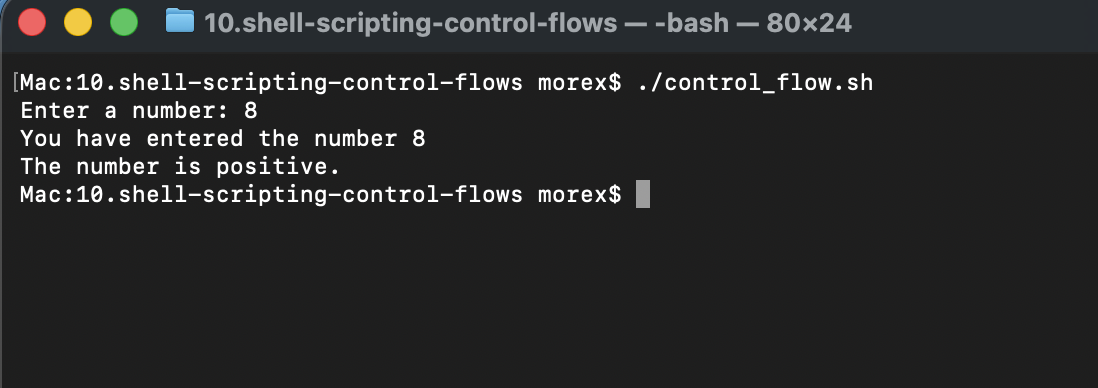 10.shell-scripting-control-flows — -bash — 80×24
[Mac:10.shell-scripting-control-flows morex$ ./control_flow.sh
Enter a number: 8
You have entered the number 8
The number is positive.
Mac:10.shell-scripting-control-flows morex$